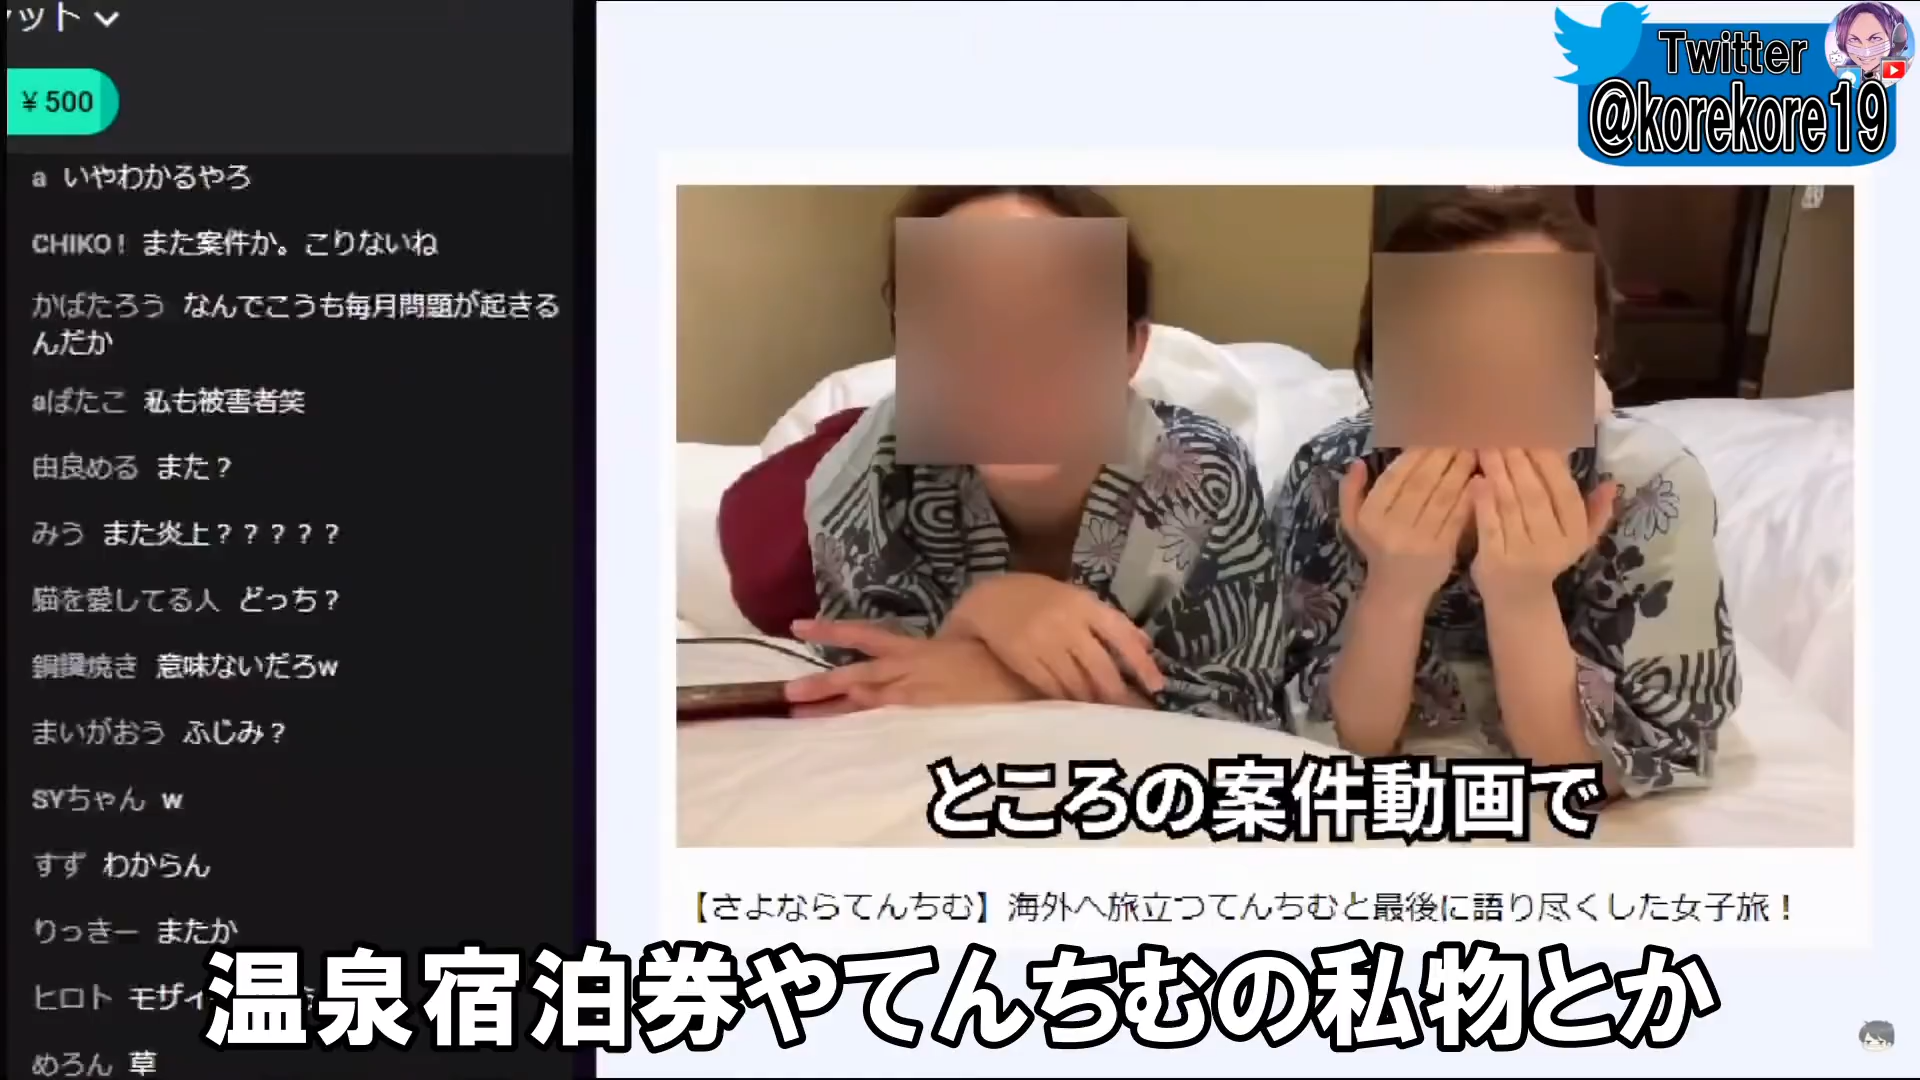 ット
¥500
a いやわかるやろ
CHIKO! また案件か。こりないね
かばたろう なんでこうも毎月問題が起きる
んだか
aばたこ 私も被害者笑
由良める また?
みう また炎上?????
猫を愛してる人 どっち?
焼き 意味ないだろw
まいがおう ふじみ?
SYちゃん w
すず わからん
りっきー またか
ヒロト モザイ
めろん 草
Twitter
@korekore19
ところの案件動画で
【さよならてんちむ】海外へ旅立つてんちむと最後に語り尽くした女子旅!
温泉宿泊券やてんちむの私物とか